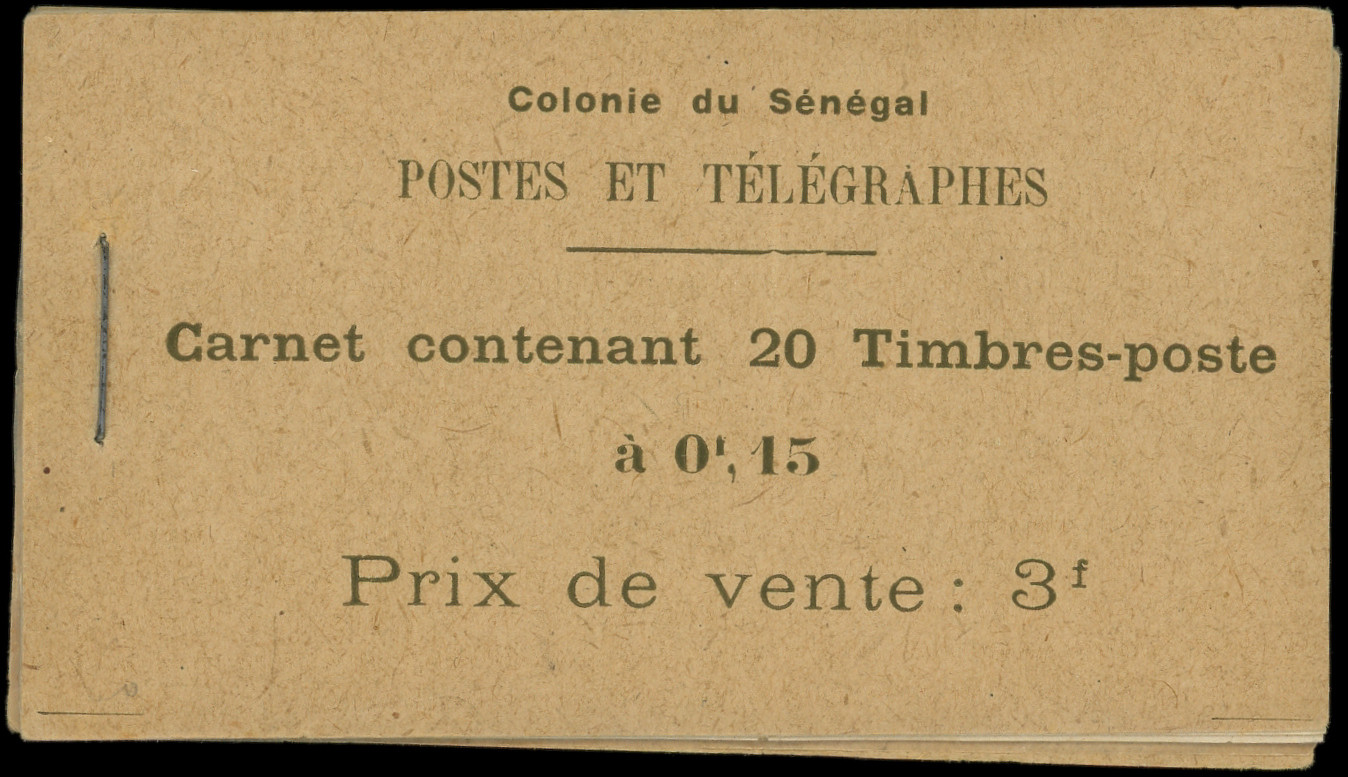 Colonie du Sénégal
POSTES ET TÉLÉGRAPHES
Carnet contenant 20 Timbres-poste
à 0ᶠ,15
Prix de vente : 3ᶠ